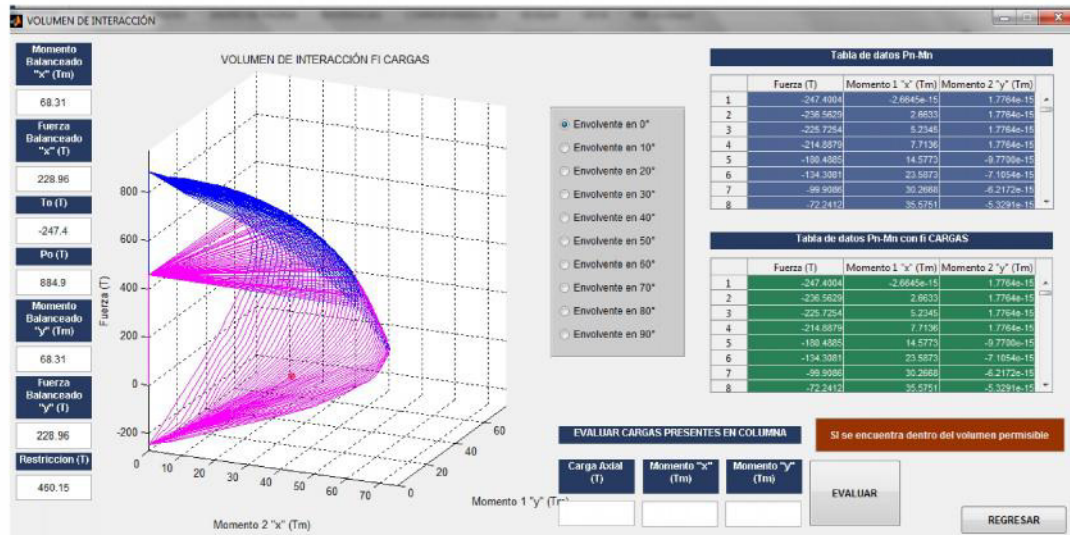 VOLUMEN DE INTERACCIÓN
Momento
Balanceado
"x" (Tm)
68.31
Fuerza
Balanceado
"x" (T)
228.96
To (T)
-247.4
Po (T)
884.9
Momento
Balanceado
"y" (Tm)
68.31
Fuerza
Balanceado
"y" (T)
228.96
Restriccion (T)
460.15
VOLUMEN DE INTERACCIÓN FI CARGAS
Fuerza (T)
800
600
400
200
0
-200
0
10
20
30
40
50
60
70
0
20
40
60
Momento 2 "x" (Tm)
Momento 1 "y" (Tm)
Envolvente en 0°
Envolvente en 10°
Envolvente en 20°
Envolvente en 30°
Envolvente en 40°
Envolvente en 50°
Envolvente en 60°
Envolvente en 70°
Envolvente en 80°
Envolvente en 90°
Tabla de datos Pn-Mn
Fuerza (T) Momento 1 "x" (Tm) Momento 2 "y" (Tm)
1 -247.4004 -2.6645e-15 1.7764e-15
2 -236.5629 2.6633 1.7764e-15
3 -225.7254 5.2345 1.7764e-15
4 -214.8879 7.7136 1.7764e-15
5 -180.4885 14.5773 -9.7700e-15
6 -134.3081 23.5873 -7.1054e-15
7 -99.9086 30.2668 -6.2172e-15
8 -72.2412 35.5751 -5.3291e-15
Tabla de datos Pn-Mn con fi CARGAS
Fuerza (T) Momento 1 "x" (Tm) Momento 2 "y" (Tm)
1 -247.4004 -2.6645e-15 1.7764e-15
2 -236.5629 2.6633 1.7764e-15
3 -225.7254 5.2345 1.7764e-15
4 -214.8879 7.7136 1.7764e-15
5 -180.4885 14.5773 -9.7700e-15
6 -134.3081 23.5873 -7.1054e-15
7 -99.9086 30.2668 -6.2172e-15
8 -72.2412 35.5751 -5.3291e-15
EVALUAR CARGAS PRESENTES EN COLUMNA
SI se encuentra dentro del volumen permisible
Carga Axial
(T)
Momento "x"
(Tm)
Momento "y"
(Tm)
EVALUAR
REGRESAR